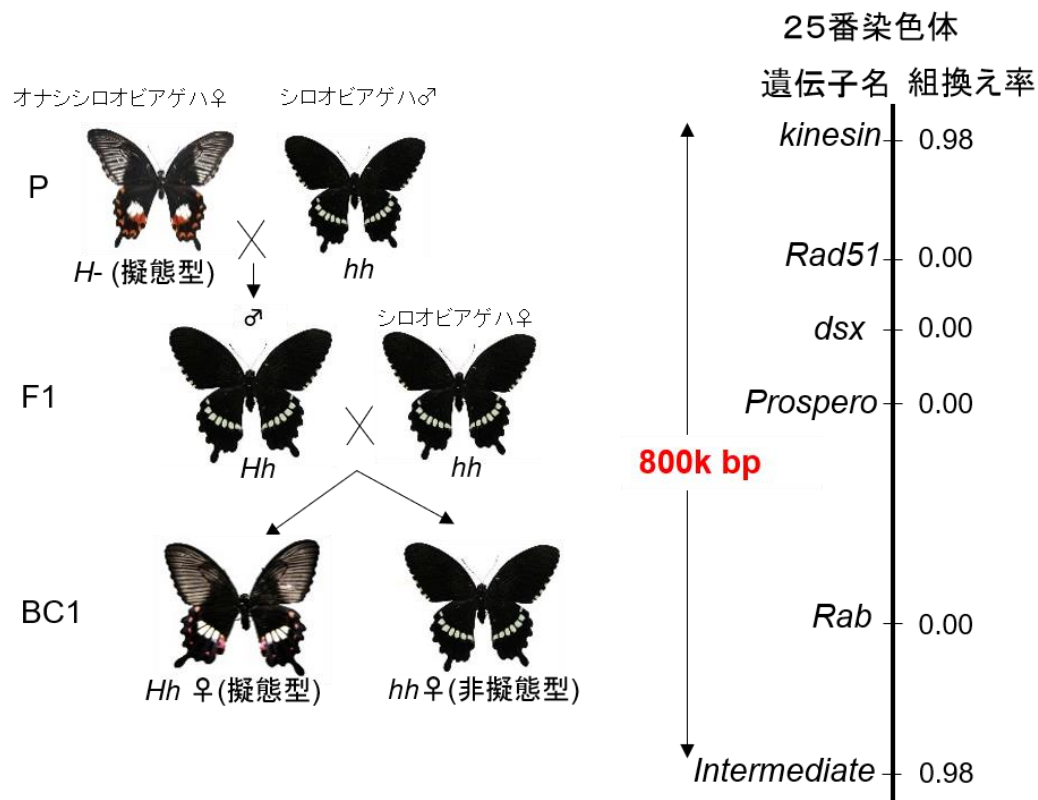 オナシシロオビアゲハ♀
シロオビアゲハ♂
P
H- (擬態型)
hh
♂
シロオビアゲハ♀
F1
Hh
hh
BC1
Hh ♀(擬態型)
hh♀(非擬態型)
25番染色体
遺伝子名 組換え率
kinesin 0.98
Rad51 0.00
dsx 0.00
Prospero 0.00
800k bp
Rab 0.00
Intermediate 0.98